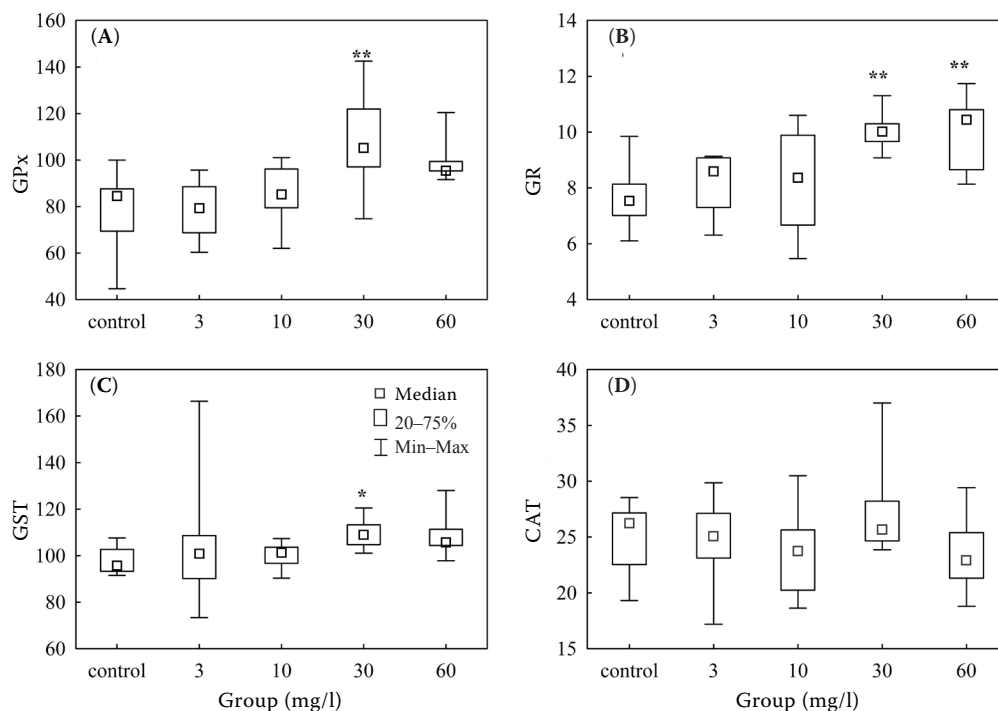 (A)
160
140
120
100
80
60
40
GPx
**
control 3 10 30 60
(B)
14
12
10
8
6
4
GR
** **
control 3 10 30 60
(C)
180
160
140
120
100
80
60
GST
Median
20–75%
Min–Max
*
control 3 10 30 60
Group (mg/l)
(D)
40
35
30
25
20
15
CAT
control 3 10 30 60
Group (mg/l)